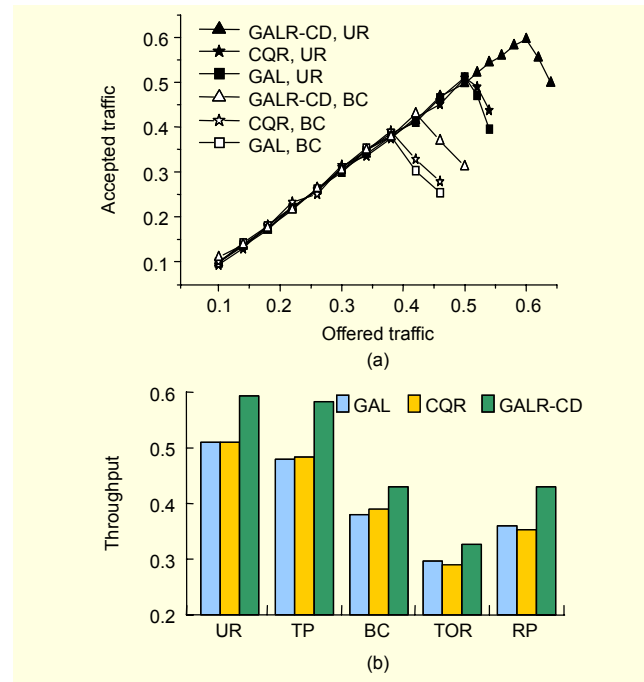 GALR-CD, UR
CQR, UR
GAL, UR
GALR-CD, BC
CQR, BC
GAL, BC
Accepted traffic
0.6
0.5
0.4
0.3
0.2
0.1
0.1 0.2 0.3 0.4 0.5 0.6
Offered traffic
(a)
GAL CQR GALR-CD
Throughput
0.6
0.5
0.4
0.3
0.2
UR TP BC TOR RP
(b)